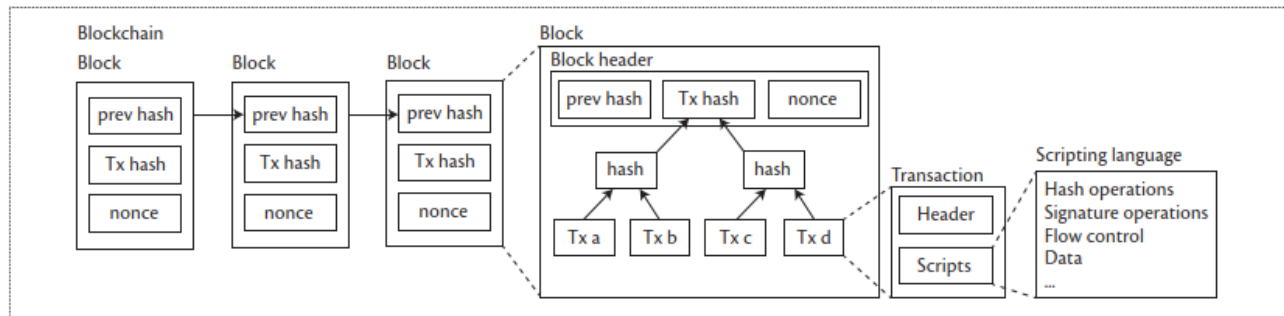 Blockchain
Block
prev hash
Tx hash
nonce
Block
prev hash
Tx hash
nonce
Block
prev hash
Tx hash
nonce
Block
Block header
prev hash
Tx hash
nonce
hash
hash
Tx a
Tx b
Tx c
Tx d
Transaction
Header
Scripts
Scripting language
Hash operations
Signature operations
Flow control
Data
...